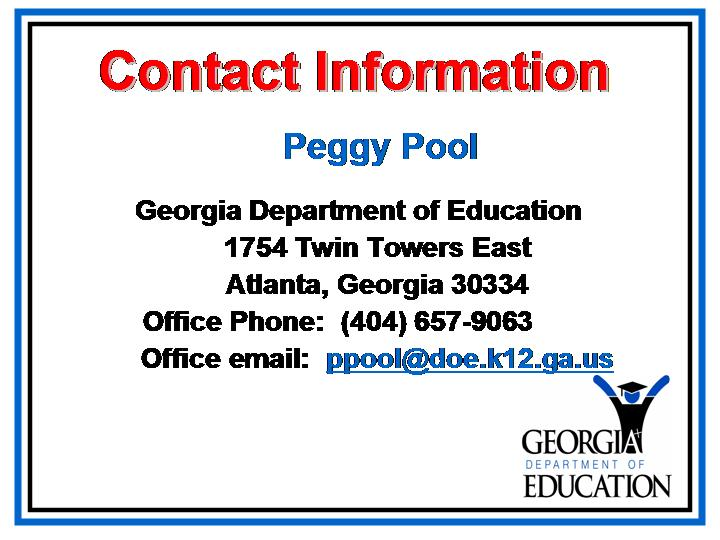 Contact Information
Peggy Pool
Georgia Department of Education
1754 Twin Towers East
Atlanta, Georgia 30334
Office Phone: (404) 657-9063
Office email: ppool@doe.k12.ga.us
GEORGIA
DEPARTMENT OF
EDUCATION